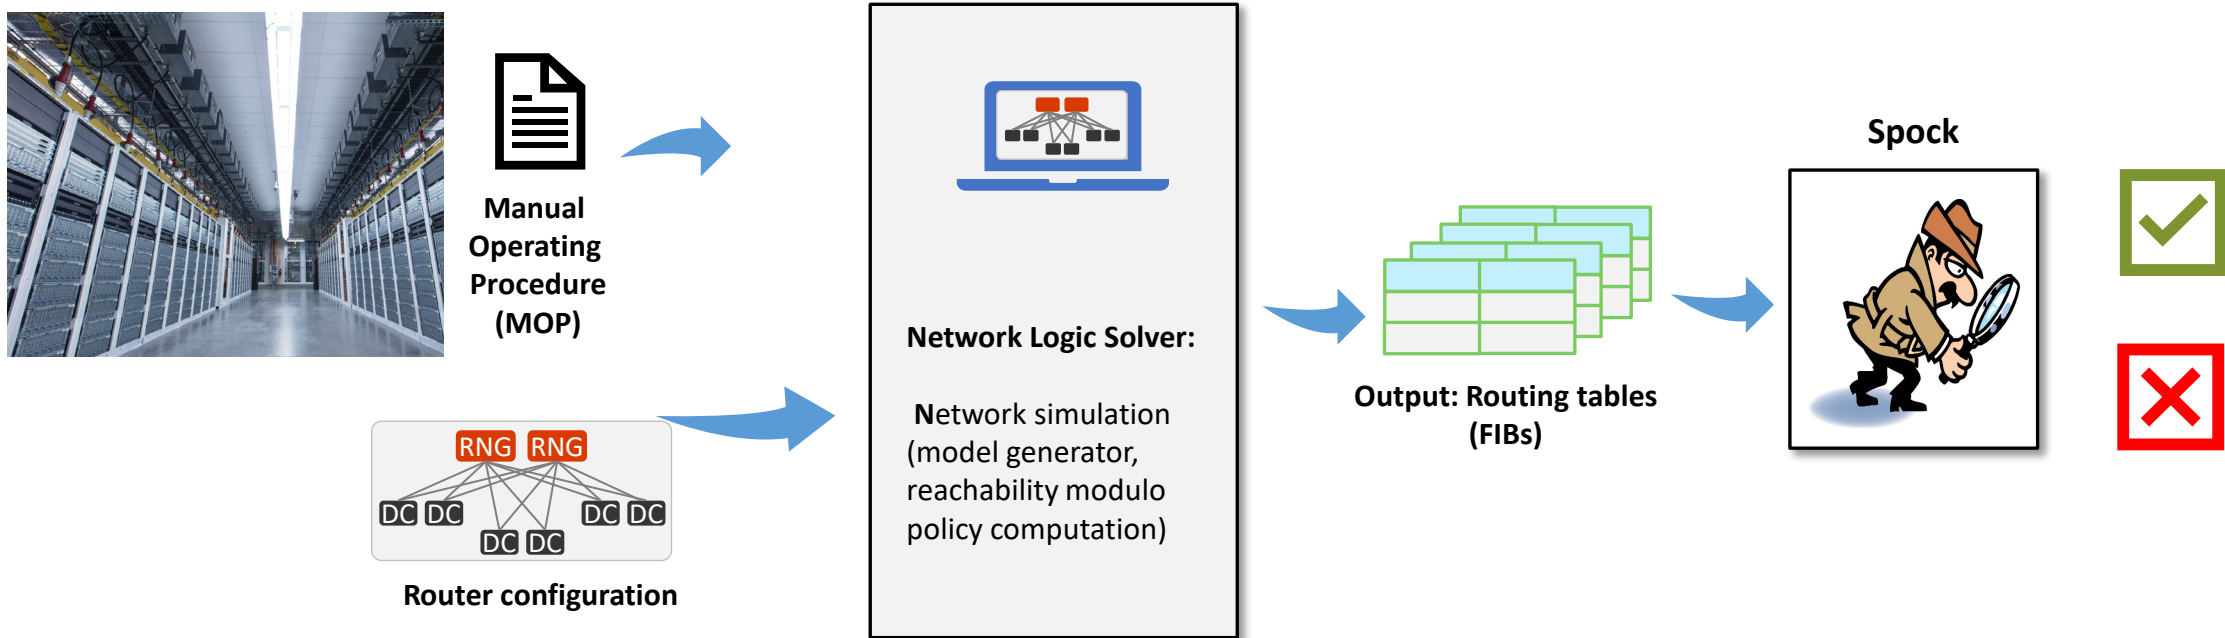 Manual
Operating
Procedure
(MOP)
RNG RNG
DC DC DC DC
DC DC
Router configuration
Network Logic Solver:
Network simulation
(model generator,
reachability modulo
policy computation)
Output: Routing tables
(FIBs)
Spock